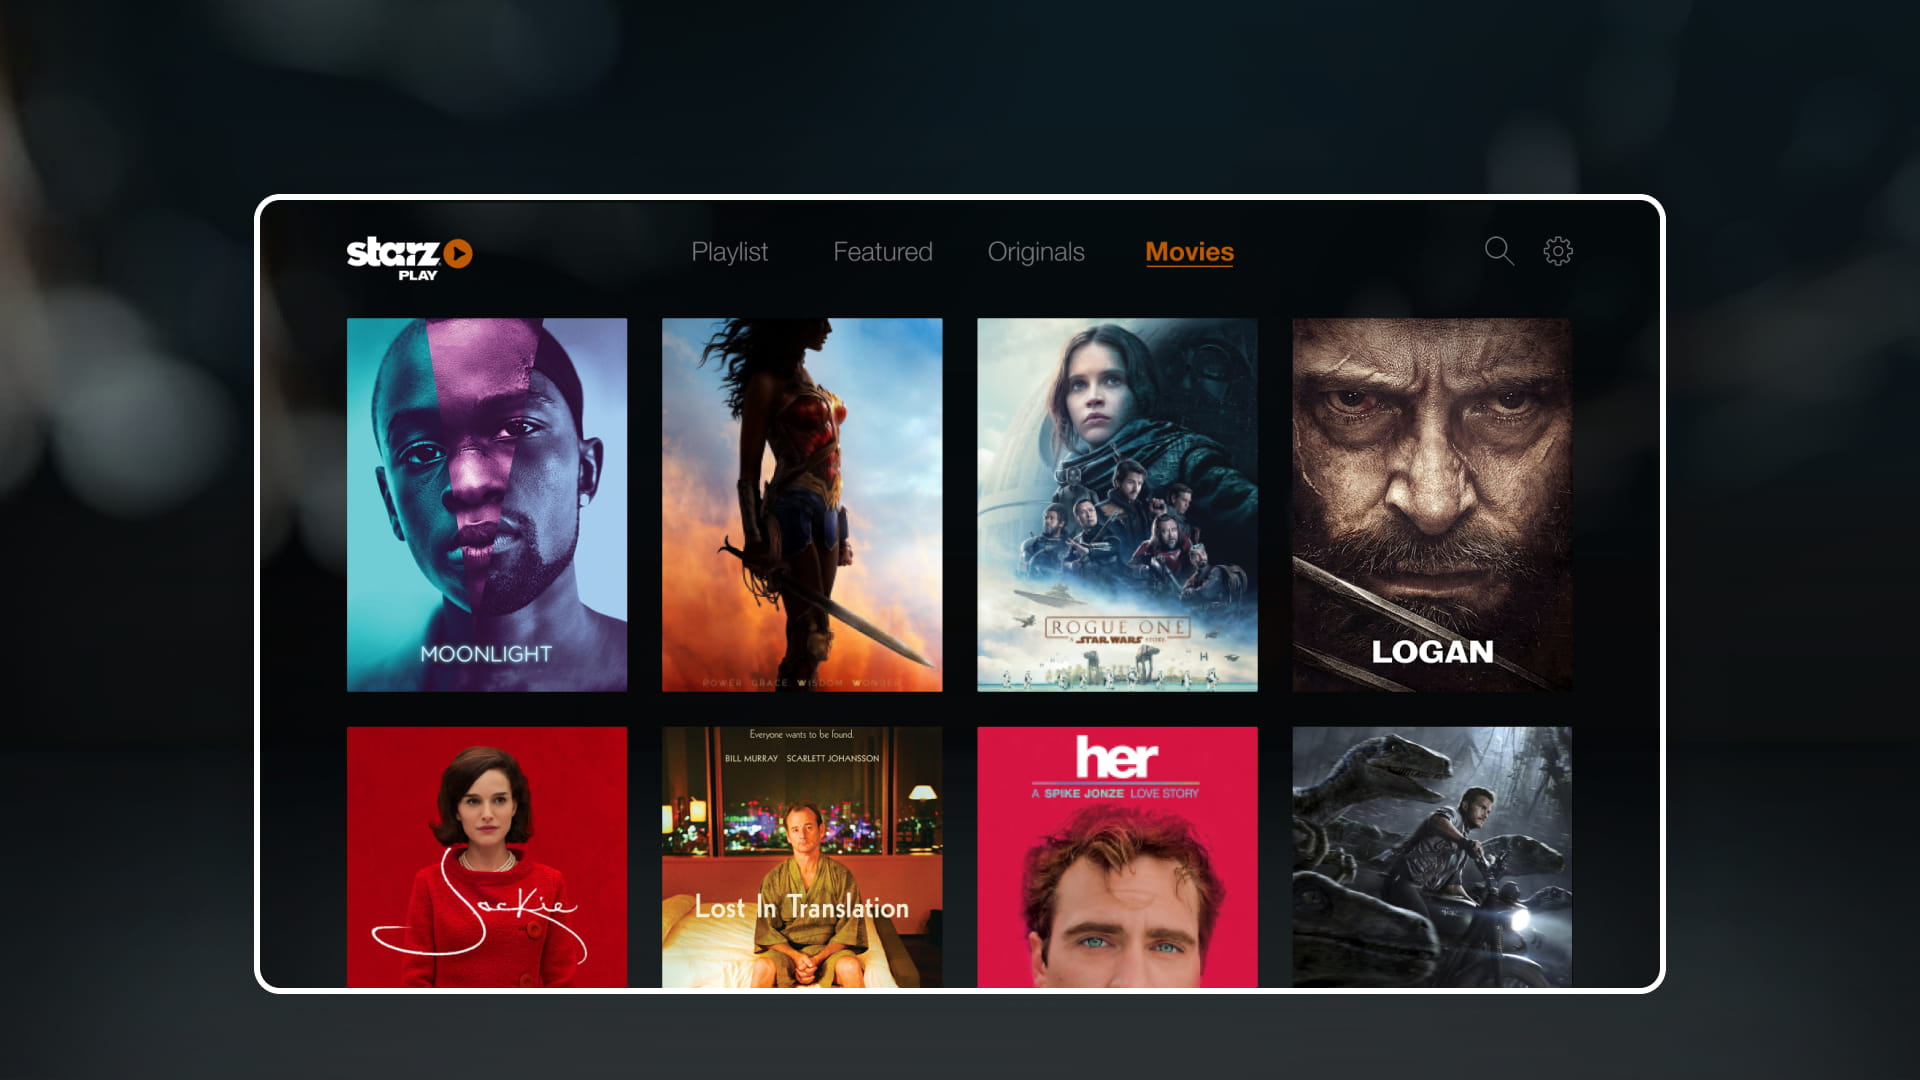 starz
PLAY
Playlist
Featured
Originals
Movies
MOONLIGHT
POWER GRACE WISDOM WONDER
ROGUE ONE
A STAR WARS STORY
LOGAN
Jackie
Everyone wants to be found.
BILL MURRAY SCARLETT JOHANSSON
Lost In Translation
her
A SPIKE JONZE LOVE STORY